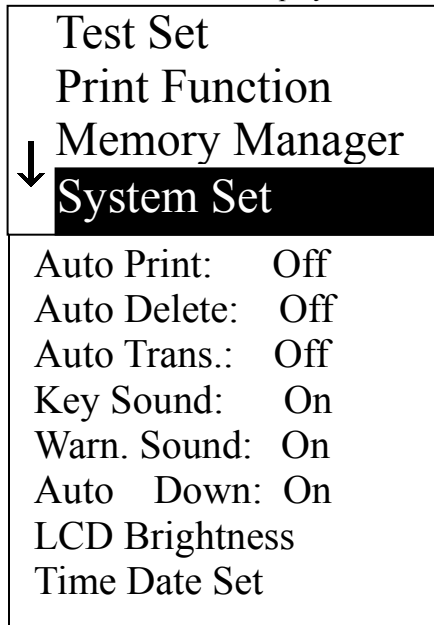 Test Set
Print Function
Memory Manager
↓ System Set
Auto Print: Off
Auto Delete: Off
Auto Trans.: Off
Key Sound: On
Warn. Sound: On
Auto Down: On
LCD Brightness
Time Date Set